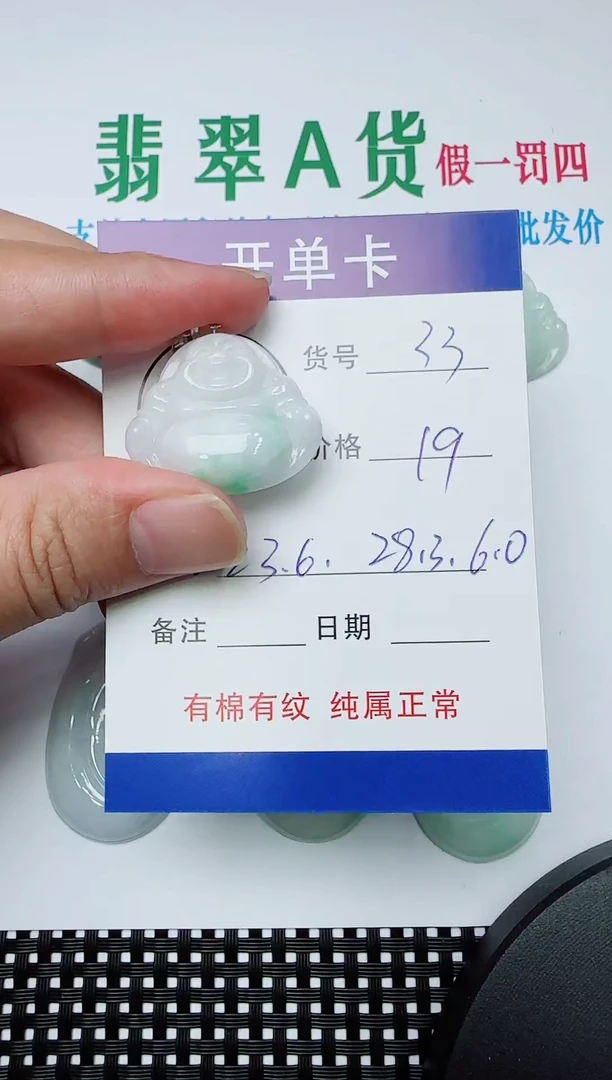 翡翠A货 假一罚四
批发价
开单卡
货号 33
价格 19
23.6. 28.3.6.0
备注 日期
有棉有纹 纯属正常